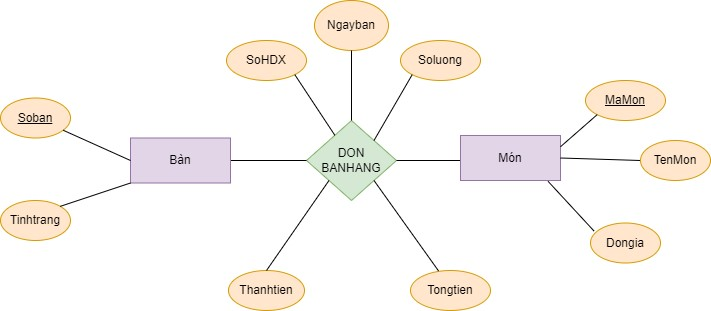 Ngayban
SoHDX
Soluong
MaMon
Soban
Bàn
DON
BANHANG
Món
TenMon
Tinhtrang
Dongia
Thanhtien
Tongtien